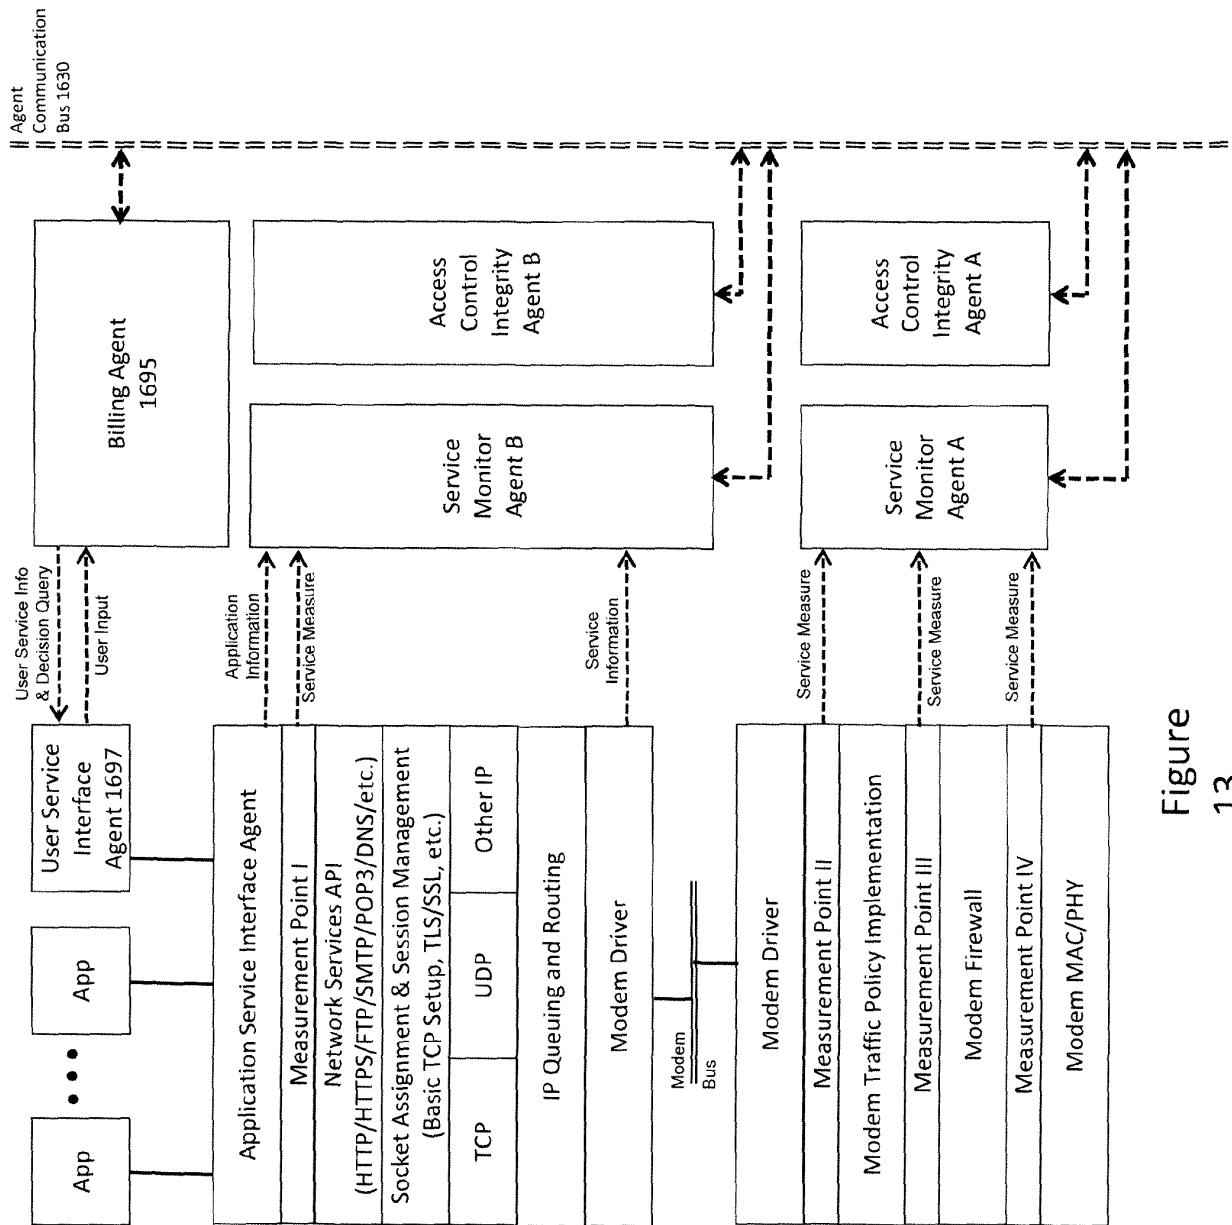 Agent
Communication
Bus 1630
Billing Agent
1695
User Service Info
& Decision Query
User Input
User Service
Interface
Agent 1697
App
App
Application Service Interface Agent
Measurement Point I
Network Services API
(HTTP/HTTPS/FTP/SMTP/POP3/DNS/etc.)
Socket Assignment & Session Management
(Basic TCP Setup, TLS/SSL, etc.)
TCP
UDP
Other IP
IP Queuing and Routing
Modem Driver
Application
Information
Service Measure
Service
Information
Service
Monitor
Agent B
Access
Control
Integrity
Agent B
Modem
Bus
Modem Driver
Measurement Point II
Modem Traffic Policy Implementation
Measurement Point III
Modem Firewall
Measurement Point IV
Modem MAC/PHY
Service Measure
Service Measure
Service Measure
Service
Monitor
Agent A
Access
Control
Integrity
Agent A
Figure
13